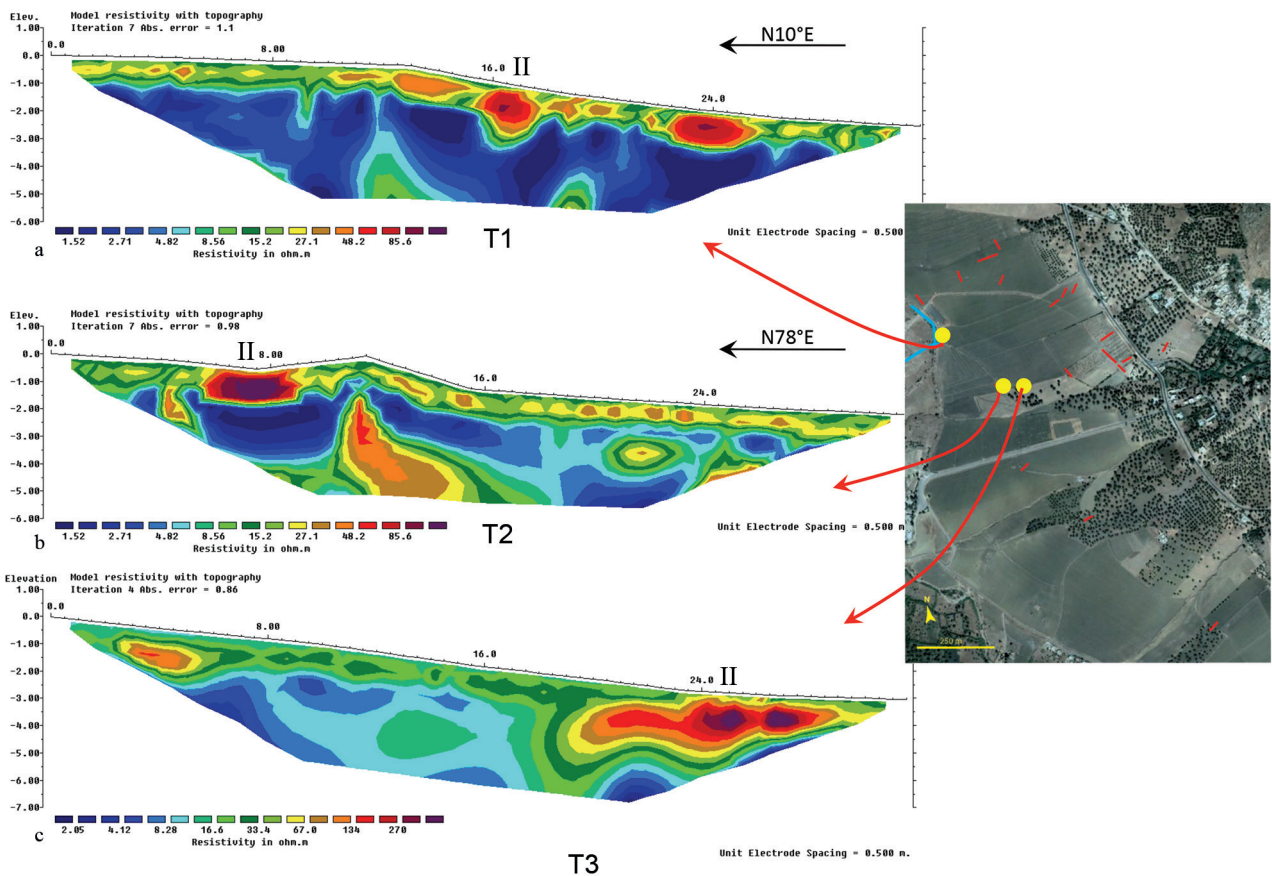 Elev. Model resistivity with topography
Iteration 7 Abs. error = 1.1
1.00
0.0
-1.00
-2.00
-3.00
-4.00
-5.00
-6.00
0.0
8.00
16.0
24.0
II
N10°E
1.52 2.71 4.82 8.56 15.2 27.1 48.2 85.6
Resistivity in ohm.m
a
T1
Unit Electrode Spacing = 0.500
Elev. Model resistivity with topography
Iteration 7 Abs. error = 0.98
1.00
0.0
-1.00
-2.00
-3.00
-4.00
-5.00
-6.00
0.0
8.00
16.0
24.0
II
N78°E
1.52 2.71 4.82 8.56 15.2 27.1 48.2 85.6
Resistivity in ohm.m
b
T2
Unit Electrode Spacing = 0.500 m
Elevation Model resistivity with topography
Iteration 4 Abs. error = 0.86
1.00
0.0
-1.00
-2.00
-3.00
-4.00
-5.00
-6.00
-7.00
0.0
8.00
16.0
24.0
II
2.05 4.12 8.28 16.6 33.4 67.0 134 270
Resistivity in ohm.m
c
T3
Unit Electrode Spacing = 0.500 m.
N
250 m